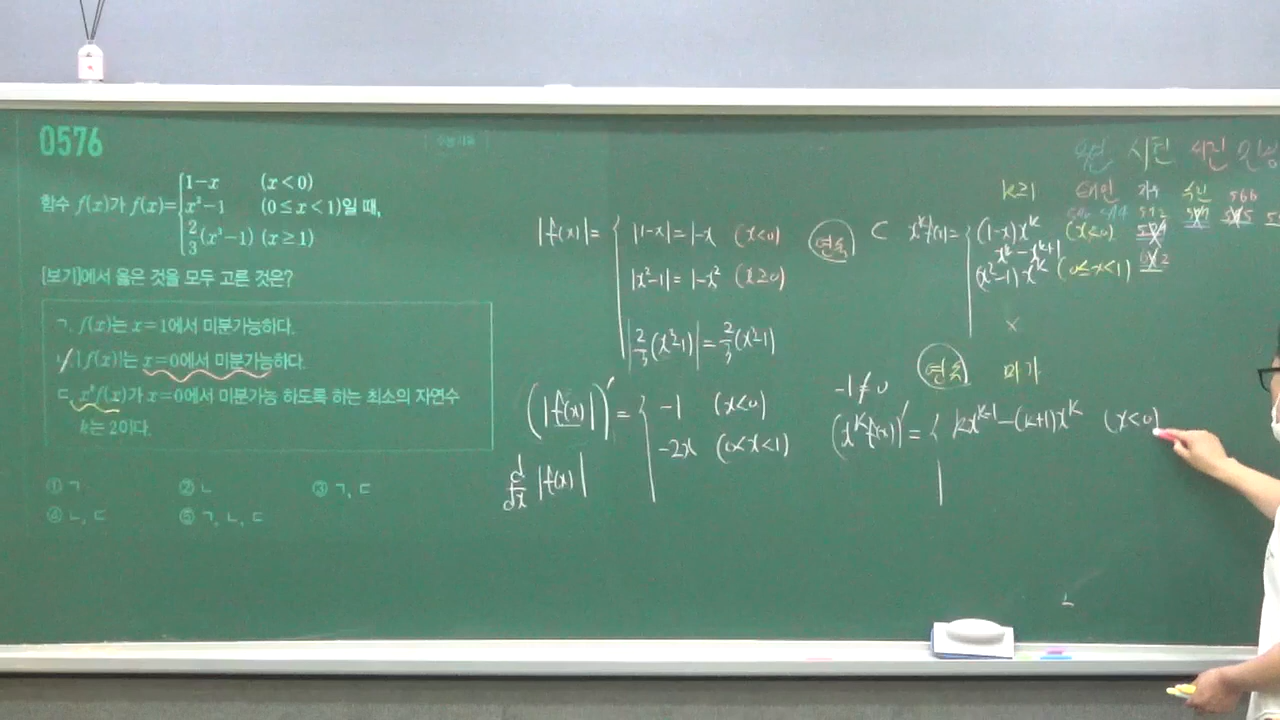 0576
함수 f(x)가 f(x)= 1-x (x<0)
x²-1 (0≤x<1)일 때,
2/3(x³-1) (x≥1)
[보기]에서 옳은 것을 모두 고른 것은?
ㄱ. f(x)는 x=1에서 미분가능하다.
ㄴ. |f(x)|는 x=0에서 미분가능하다.
ㄷ. xᵏf(x)가 x=0에서 미분가능 하도록 하는 최소의 자연수
k는 2이다.
① ㄱ ② ㄴ ③ ㄱ, ㄷ
④ ㄴ, ㄷ ⑤ ㄱ, ㄴ, ㄷ
|f(x)|= |1-x|=1-x (x<0)
|x²-1|=1-x² (x≥0)
|2/3(x³-1)|=2/3(x³-1)
연속
(|f(x)|)′= -1 (x<0)
-2x (0<x<1)
d/dx |f(x)|
k≥1
ㄷ xᵏf(x)= (1-x)xᵏ (x<0)
xᵏ-xᵏ⁺¹
(x²-1)xᵏ (0≤x<1)
×
연속 미가
-1≠0
(xᵏf(x))′= kxᵏ⁻¹-(k+1)xᵏ (x<0)
566